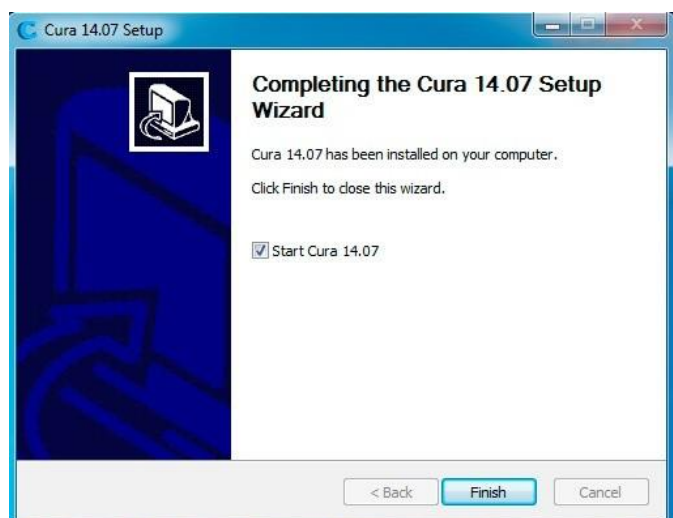 Cura 14.07 Setup
Completing the Cura 14.07 Setup
Wizard
Cura 14.07 has been installed on your computer.
Click Finish to close this wizard.
Start Cura 14.07
< Back Finish Cancel